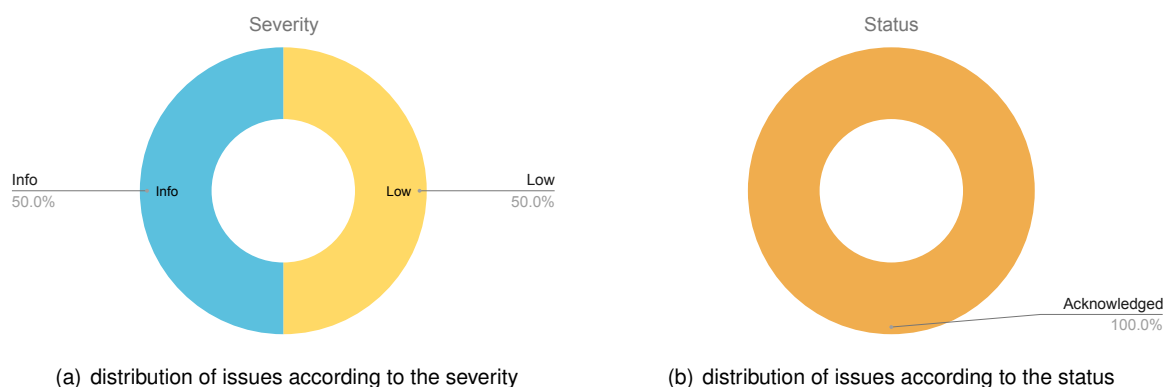 Severity
Info
50.0%
Info
Low
Low
50.0%
(a) distribution of issues according to the severity
Status
Acknowledged
100.0%
(b) distribution of issues according to the status